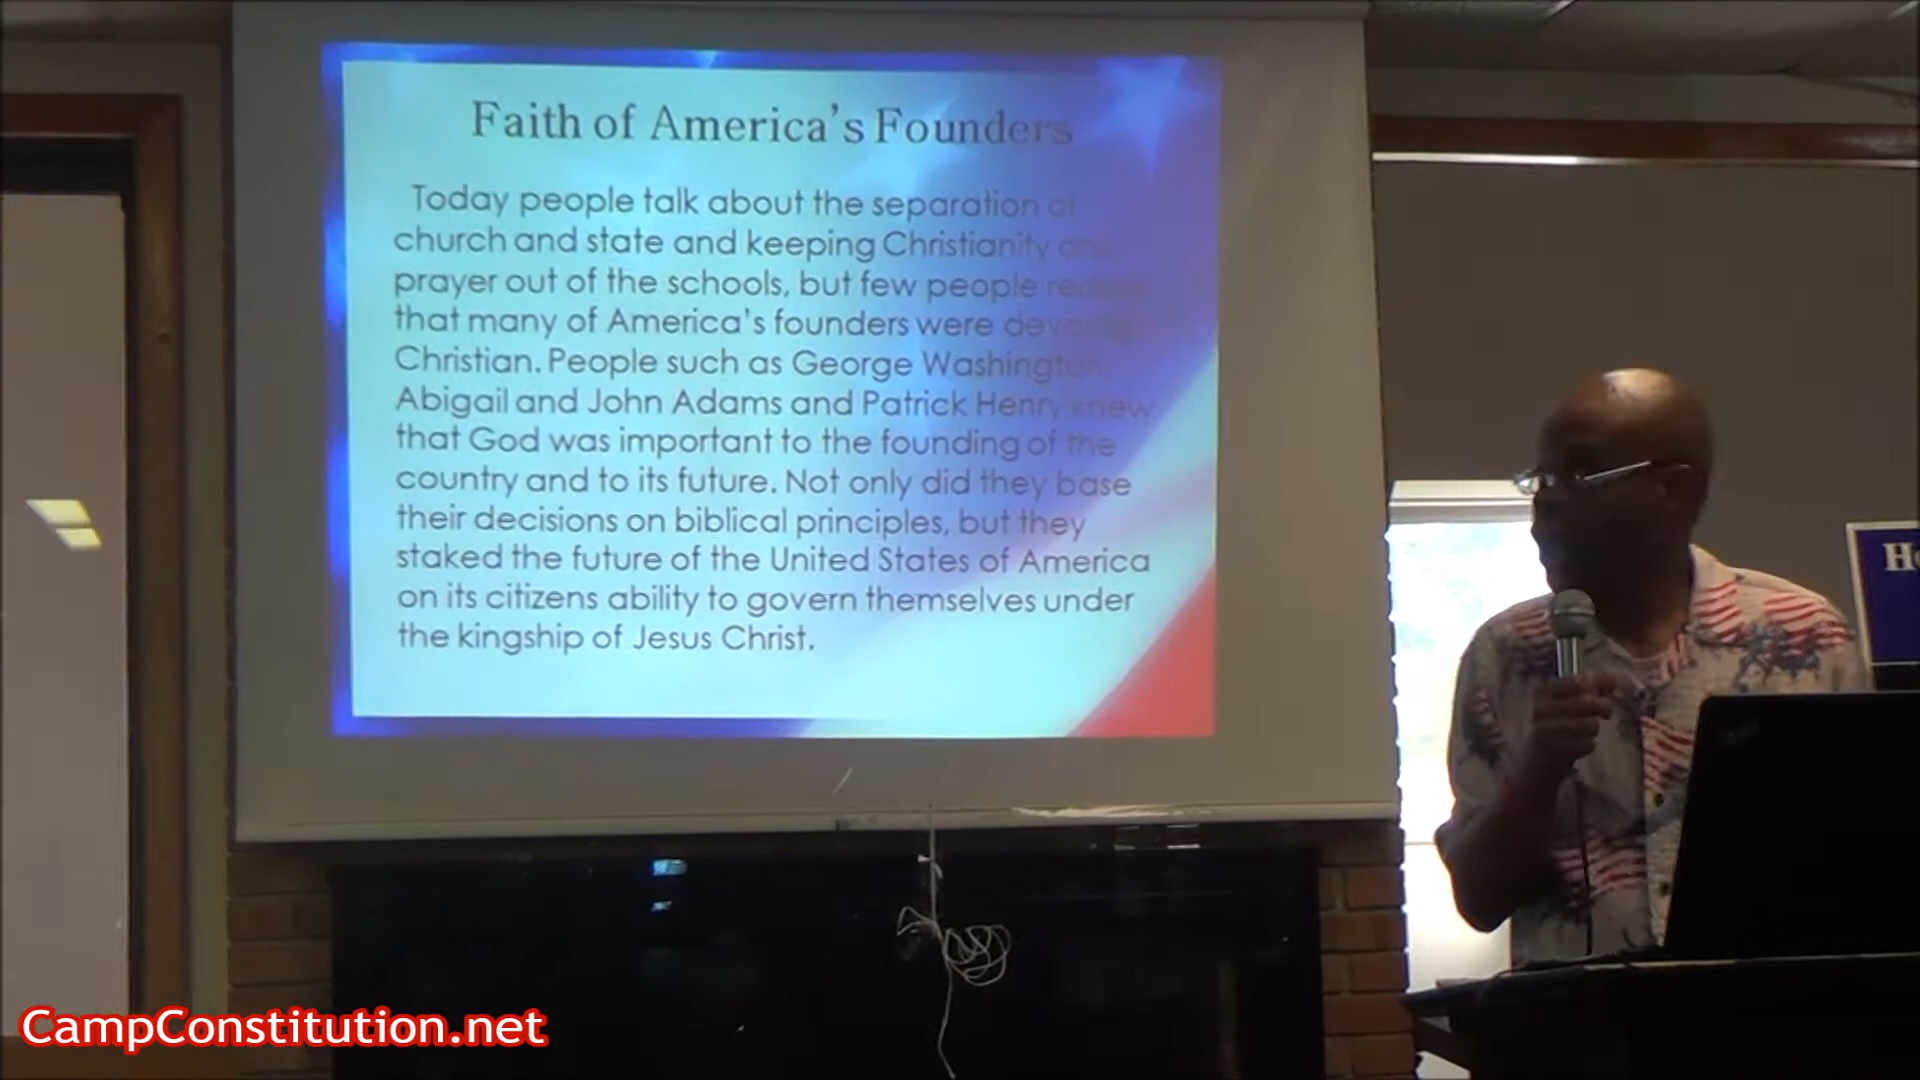 Faith of America's Founders
Today people talk about the separation of
church and state and keeping Christianity
prayer out of the schools, but few people
that many of America's founders were
Christian. People such as George Washington,
Abigail and John Adams and Patrick Henry knew
that God was important to the founding of the
country and to its future. Not only did they base
their decisions on biblical principles, but they
staked the future of the United States of America
on its citizens ability to govern themselves under
the kingship of Jesus Christ.
CampConstitution.net